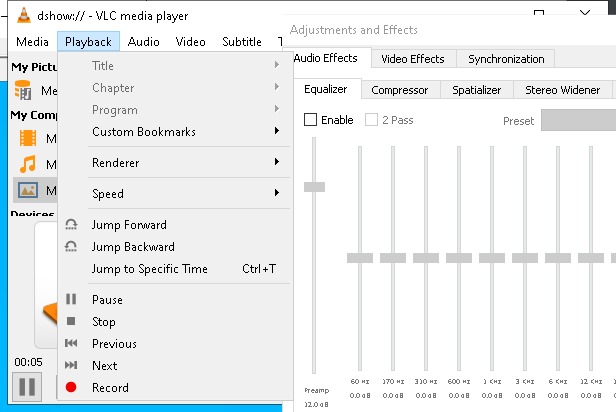 dshow:// - VLC media player
Media Playback Audio Video Subtitle
My Pictu
Me
My Comp
M
M
M
Devices
00:05
Title
Chapter
Program
Custom Bookmarks
Renderer
Speed
Jump Forward
Jump Backward
Jump to Specific Time Ctrl+T
Pause
Stop
Previous
Next
Record
Adjustments and Effects
Audio Effects Video Effects Synchronization
Equalizer Compressor Spatializer Stereo Widener
Enable 2 Pass Preset
60 Hz 170 Hz 310 Hz 600 Hz 1 KHz 3 KHz 6 KHz 12 KHz
Preamp 0.0 dB 0.0 dB 0.0 dB 0.0 dB 0.0 dB 0.0 dB 0.0 dB 0.0 dB
12.0 dB